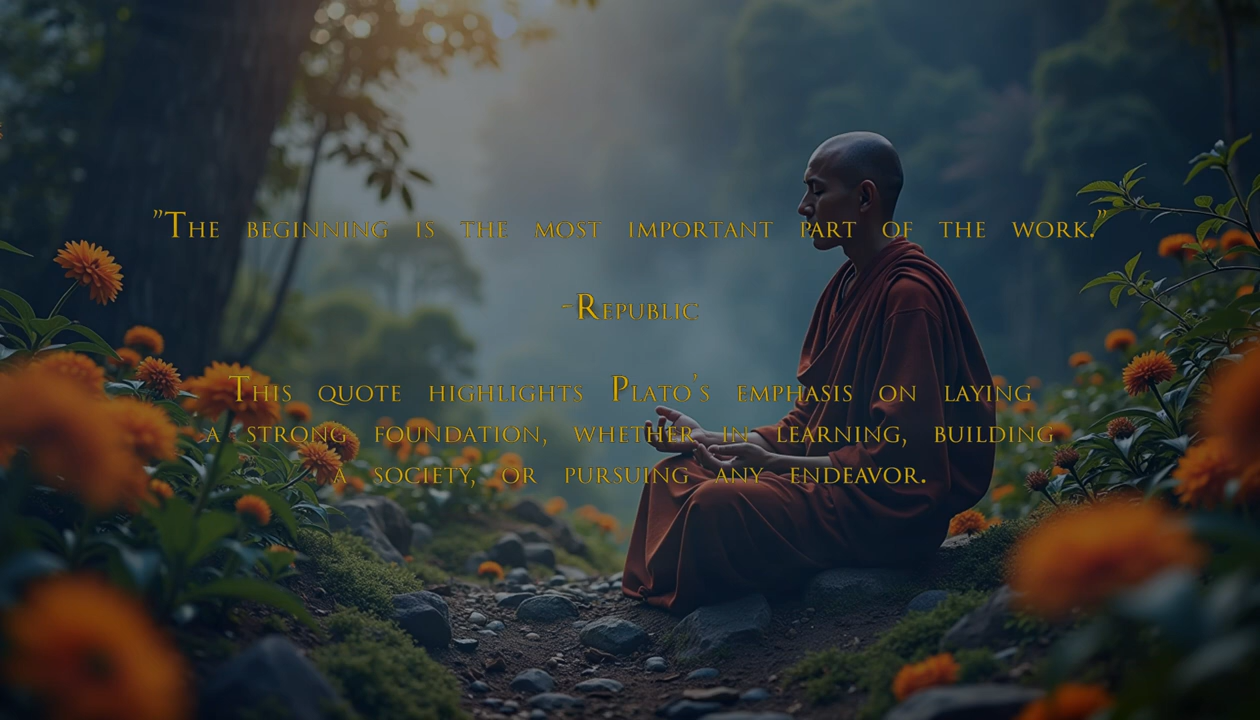 "The beginning is the most important part of the work."
-Republic
This quote highlights Plato's emphasis on laying
a strong foundation, whether in learning, building
a society, or pursuing any endeavor.